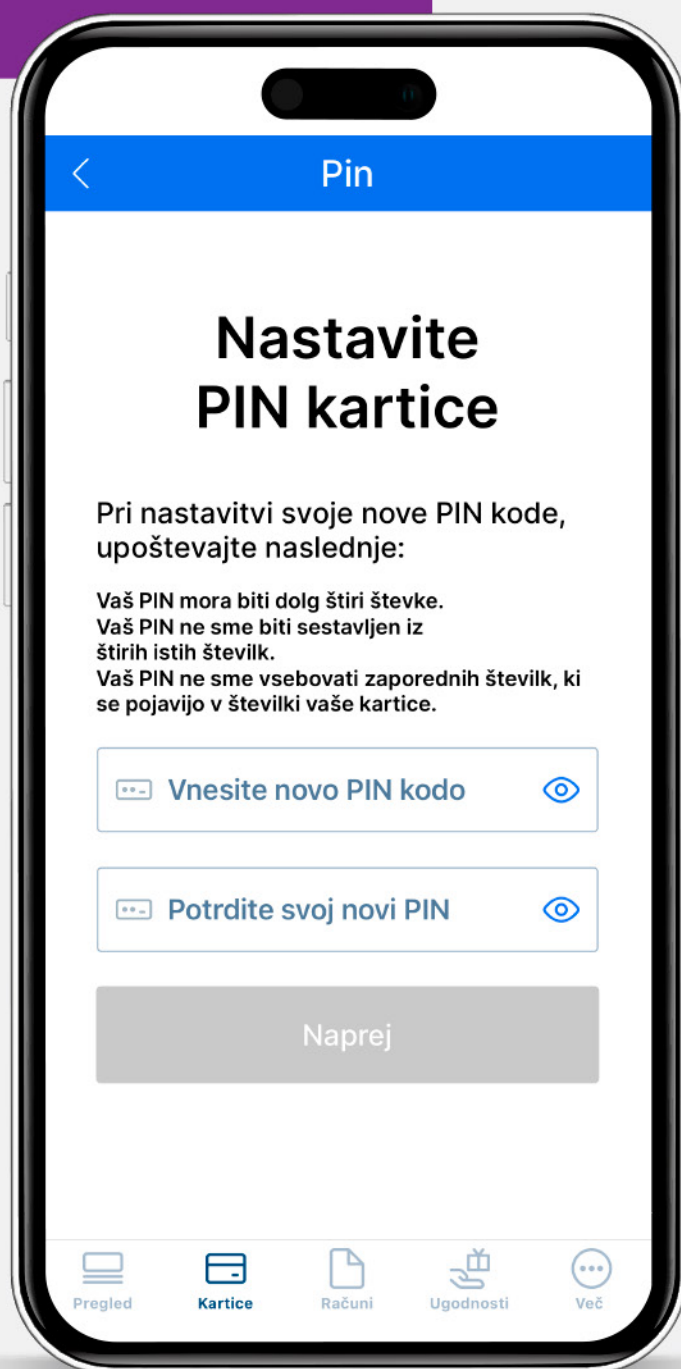 Pin
Nastavite
PIN kartice
Pri nastavitvi svoje nove PIN kode,
upoštevajte naslednje:
Vaš PIN mora biti dolg štiri števke.
Vaš PIN ne sme biti sestavljen iz
štirih istih številk.
Vaš PIN ne sme vsebovati zaporednih številk, ki
se pojavijo v številki vaše kartice.
Vnesite novo PIN kodo
Potrdite svoj novi PIN
Naprej
Pregled Kartice Računi Ugodnosti Več